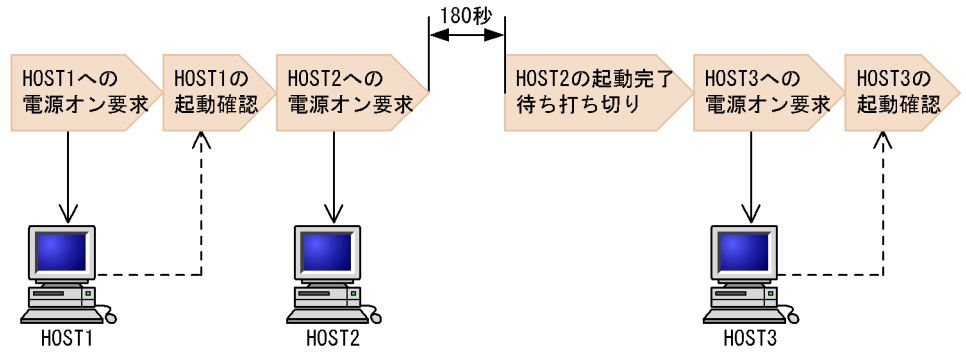 180秒
HOST1への
電源オン要求
HOST1の
起動確認
HOST2への
電源オン要求
HOST2の起動完了
待ち打ち切り
HOST3への
電源オン要求
HOST3の
起動確認
HOST1
HOST2
HOST3